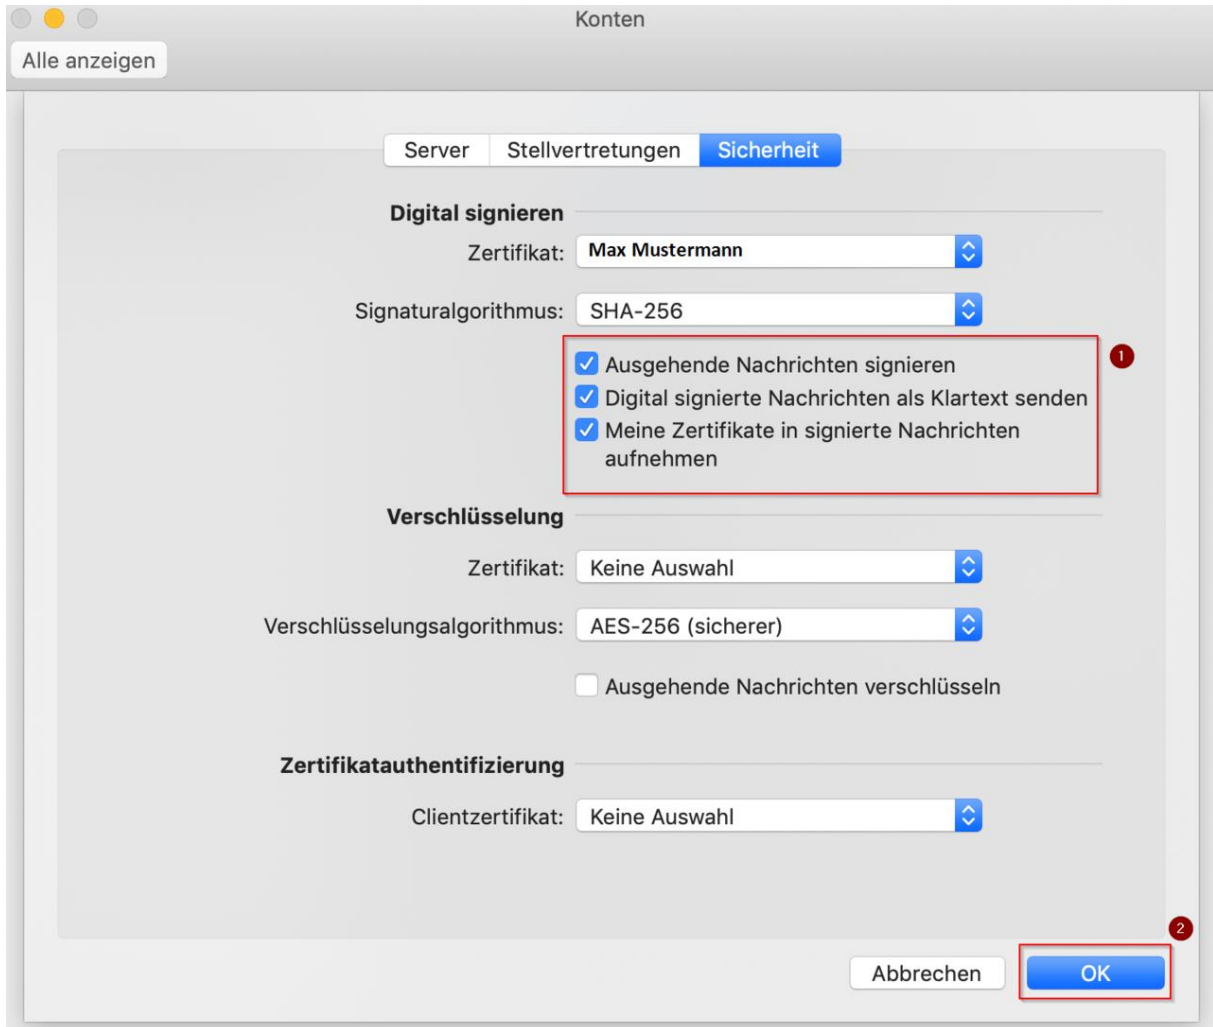 Konten
Alle anzeigen
Server Stellvertretungen Sicherheit
Digital signieren
Zertifikat: Max Mustermann
Signaturalgorithmus: SHA-256
Ausgehende Nachrichten signieren
1
Digital signierte Nachrichten als Klartext senden
Meine Zertifikate in signierte Nachrichten
aufnehmen
Verschlüsselung
Zertifikat: Keine Auswahl
Verschlüsselungsalgorithmus: AES-256 (sicherer)
Ausgehende Nachrichten verschlüsseln
Zertifikatauthentifizierung
Clientzertifikat: Keine Auswahl
2
Abbrechen OK